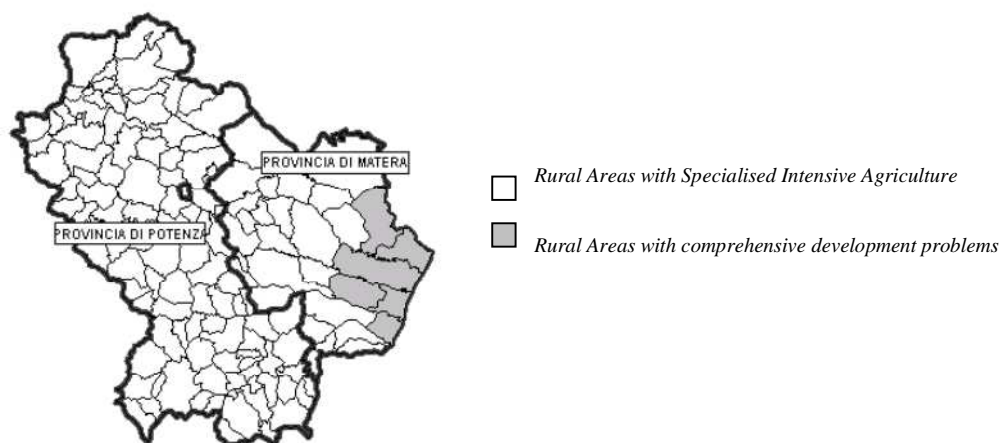 PROVINCIA DI MATERA
Rural Areas with Specialised Intensive Agriculture
PROVINCIA DI POTENZA
Rural Areas with comprehensive development problems